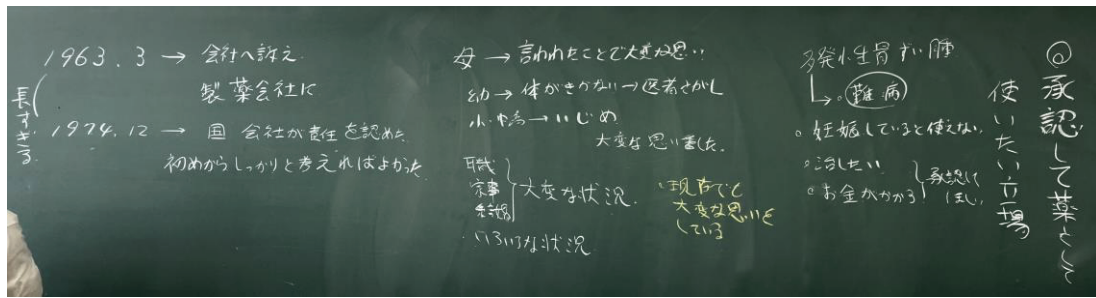 ◎承認して薬として
使いたい立場
多発性骨ずい腫
難病
・妊娠していると使えない
・治したい
・お金がかかる
承認して
ほしい
母→言われたことで大変な思い
幼→体がきかない→医者さがし
→いじめ
大変な思いをした。
職
家事
大変な状況
・いろいろな状況
・現在でも
大変な思いを
している
1963.3→会社へ訴え
製薬会社に
長すぎる
1974.12→国 会社が責任を認めた
初めからしっかりと考えればよかった